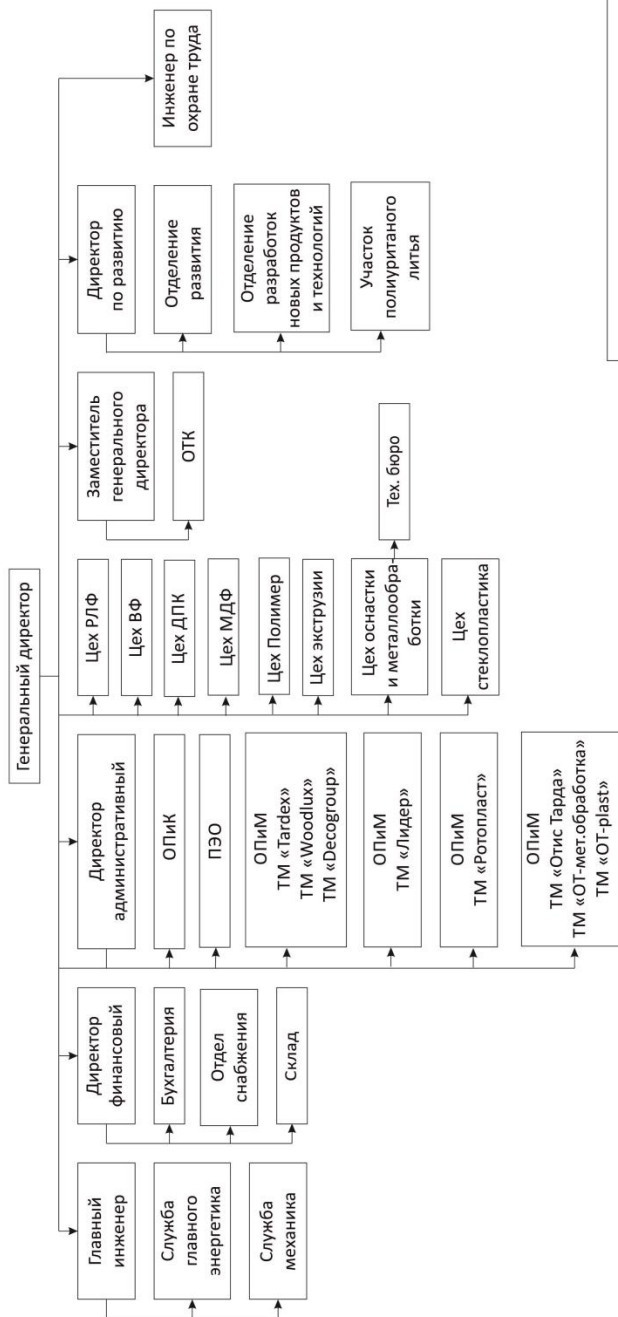 Генеральный директор
Главный
инженер
Служба
главного
энергетика
Служба
механика
Директор
финансовый
Бухгалтерия
Отдел
снабжения
Склад
Директор
административный
ОПиК
ПЭО
ОПиМ
ТМ «Tardex»
ТМ «Woodlux»
ТМ «Decogroup»
ОПиМ
ТМ «Лидер»
ОПиМ
ТМ «Ротопласт»
ОПиМ
ТМ «Отис Тарда»
ТМ «ОТ-мет.обработка»
ТМ «OT-plast»
Цех РЛФ
Цех ВФ
Цех ДПК
Цех МДФ
Цех Полимер
Цех экструзии
Цех оснастки
и металлообра-
ботки
Тех. бюро
Цех
стеклопластика
Заместитель
генерального
директора
ОТК
Директор
по развитию
Отделение
развития
Отделение
разработок
новых продуктов
и технологий
Участок
полиуританого
литья
Инженер по
охране труда